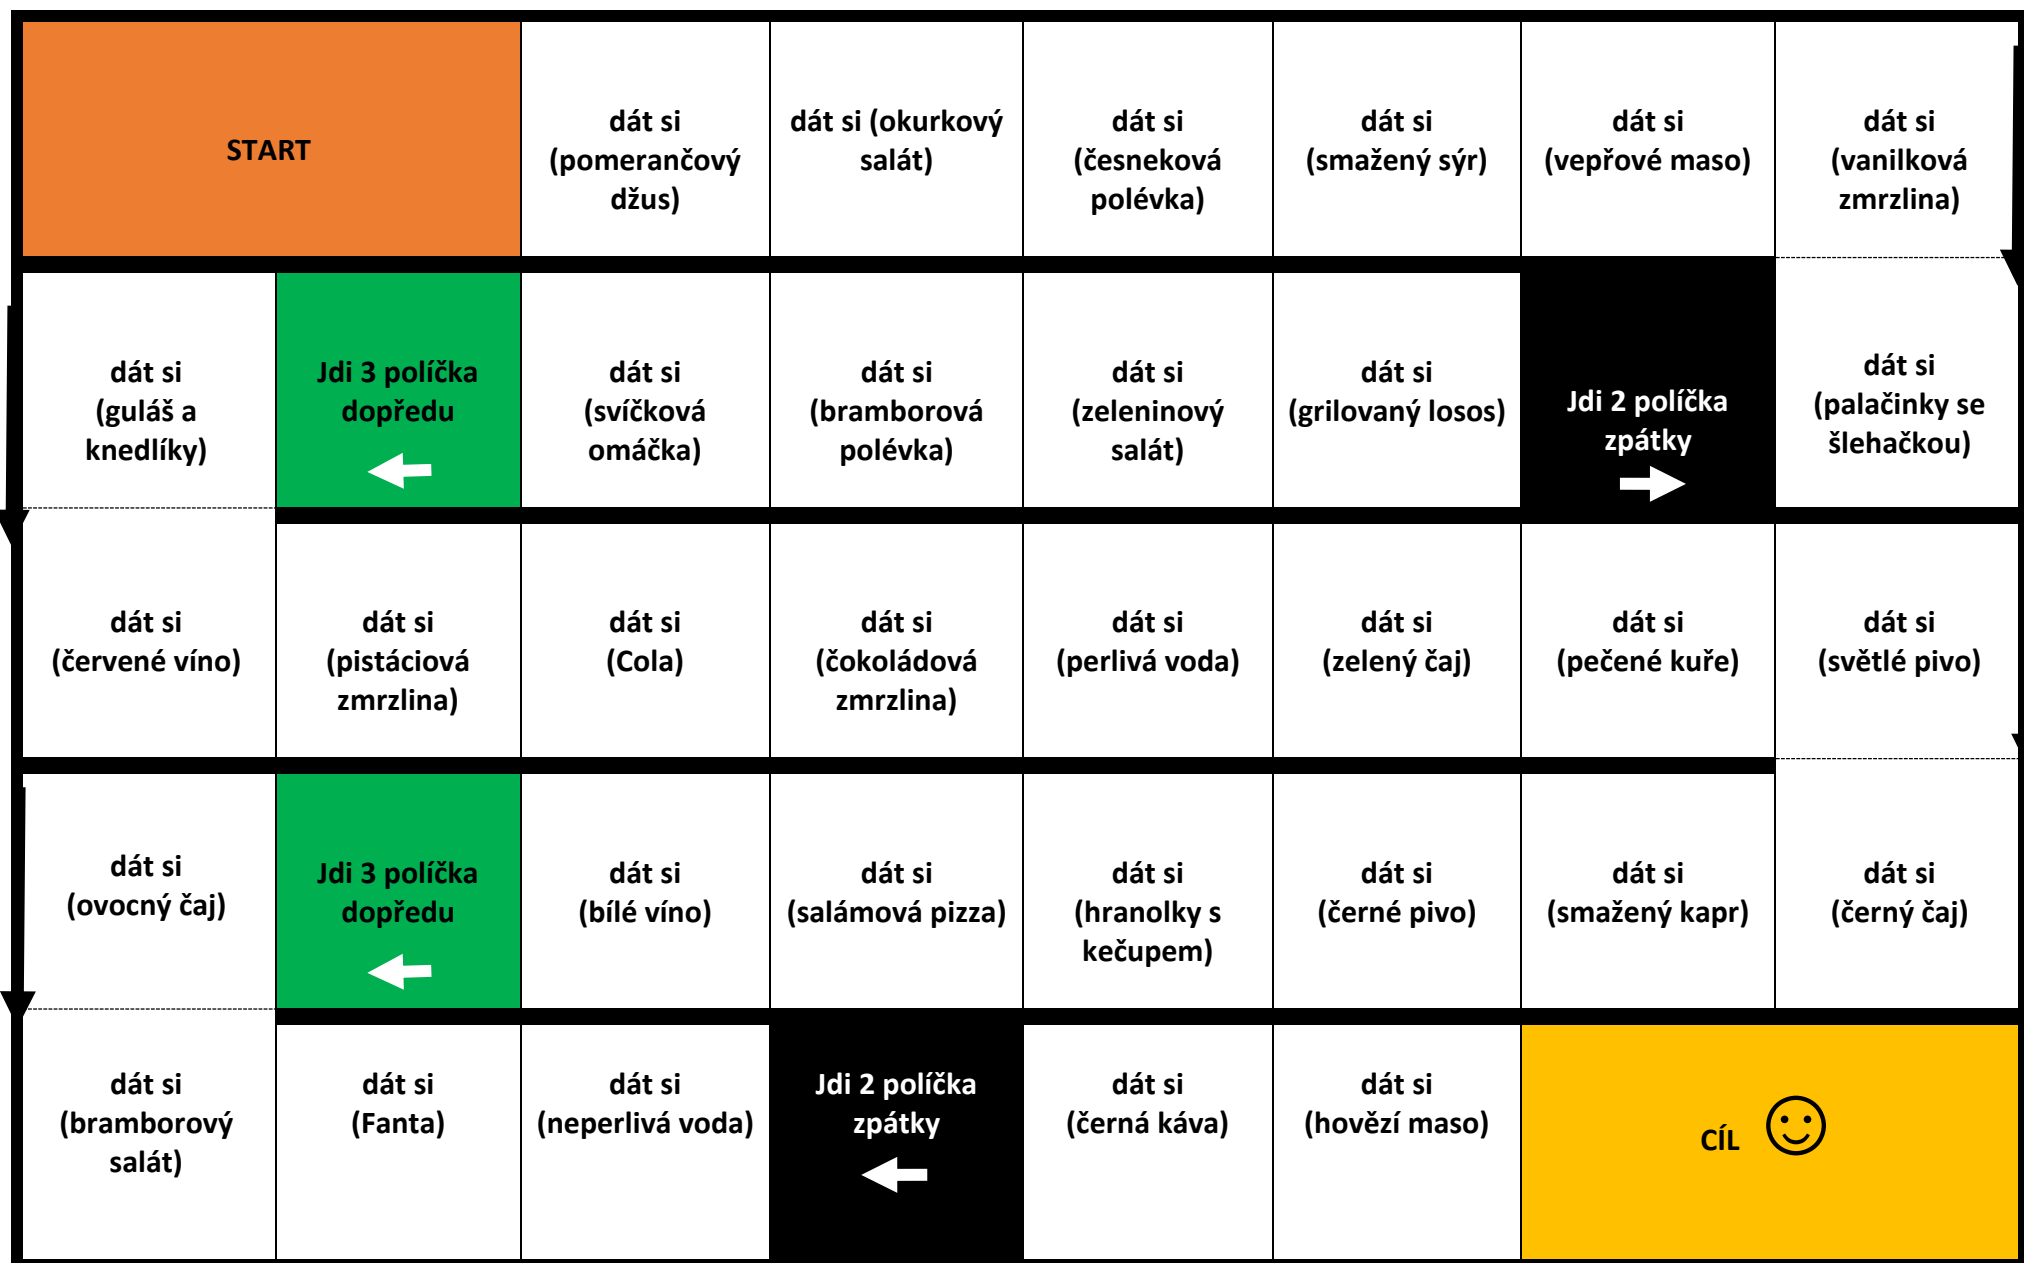 START
dát si
(pomerančový
džus)
dát si (okurkový
salát)
dát si
(česneková
polévka)
dát si
(smažený sýr)
dát si
(vepřové maso)
dát si
(vanilková
zmrzlina)
dát si
(guláš a
knedlíky)
Jdi 3 políčka
dopředu
dát si
(svíčková
omáčka)
dát si
(bramborová
polévka)
dát si
(zeleninový
salát)
dát si
(grilovaný losos)
Jdi 2 políčka
zpátky
dát si
(palačinky se
šlehačkou)
dát si
(červené víno)
dát si
(pistáciová
zmrzlina)
dát si
(Cola)
dát si
(čokoládová
zmrzlina)
dát si
(perlivá voda)
dát si
(zelený čaj)
dát si
(pečené kuře)
dát si
(světlé pivo)
dát si
(ovocný čaj)
Jdi 3 políčka
dopředu
dát si
(bílé víno)
dát si
(salámová pizza)
dát si
(hranolky s
kečupem)
dát si
(černé pivo)
dát si
(smažený kapr)
dát si
(černý čaj)
dát si
(bramborový
salát)
dát si
(Fanta)
dát si
(neperlivá voda)
Jdi 2 políčka
zpátky
dát si
(černá káva)
dát si
(hovězí maso)
CÍL